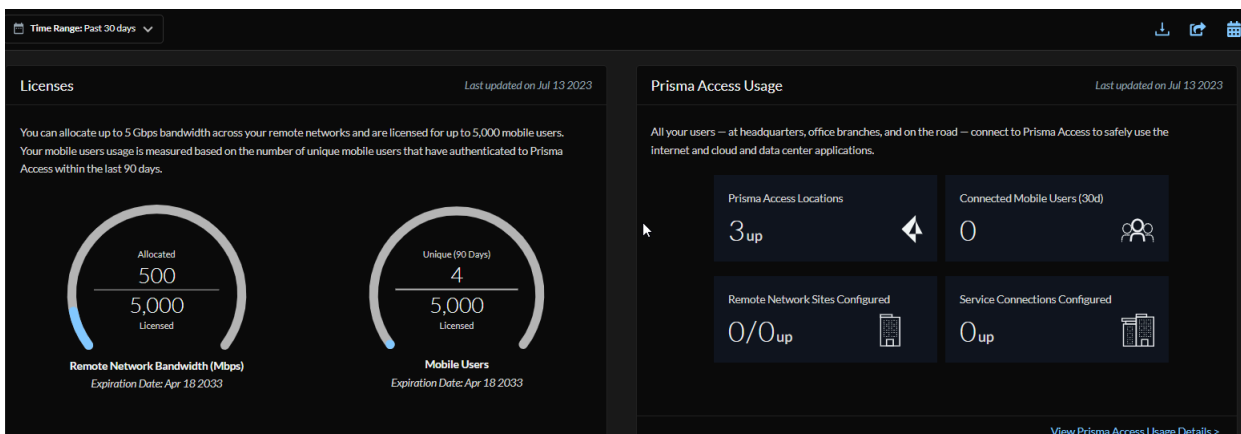 Time Range: Past 30 days
Licenses
Last updated on Jul 13 2023
You can allocate up to 5 Gbps bandwidth across your remote networks and are licensed for up to 5,000 mobile users.
Your mobile users usage is measured based on the number of unique mobile users that have authenticated to Prisma
Access within the last 90 days.
Allocated
500
5,000
Licensed
Remote Network Bandwidth (Mbps)
Expiration Date: Apr 18 2033
Unique (90 Days)
4
5,000
Licensed
Mobile Users
Expiration Date: Apr 18 2033
Prisma Access Usage
Last updated on Jul 13 2023
All your users — at headquarters, office branches, and on the road — connect to Prisma Access to safely use the
internet and cloud and data center applications.
Prisma Access Locations
3 up
Connected Mobile Users (30d)
0
Remote Network Sites Configured
0/0 up
Service Connections Configured
0 up
View Prisma Access Usage Details >